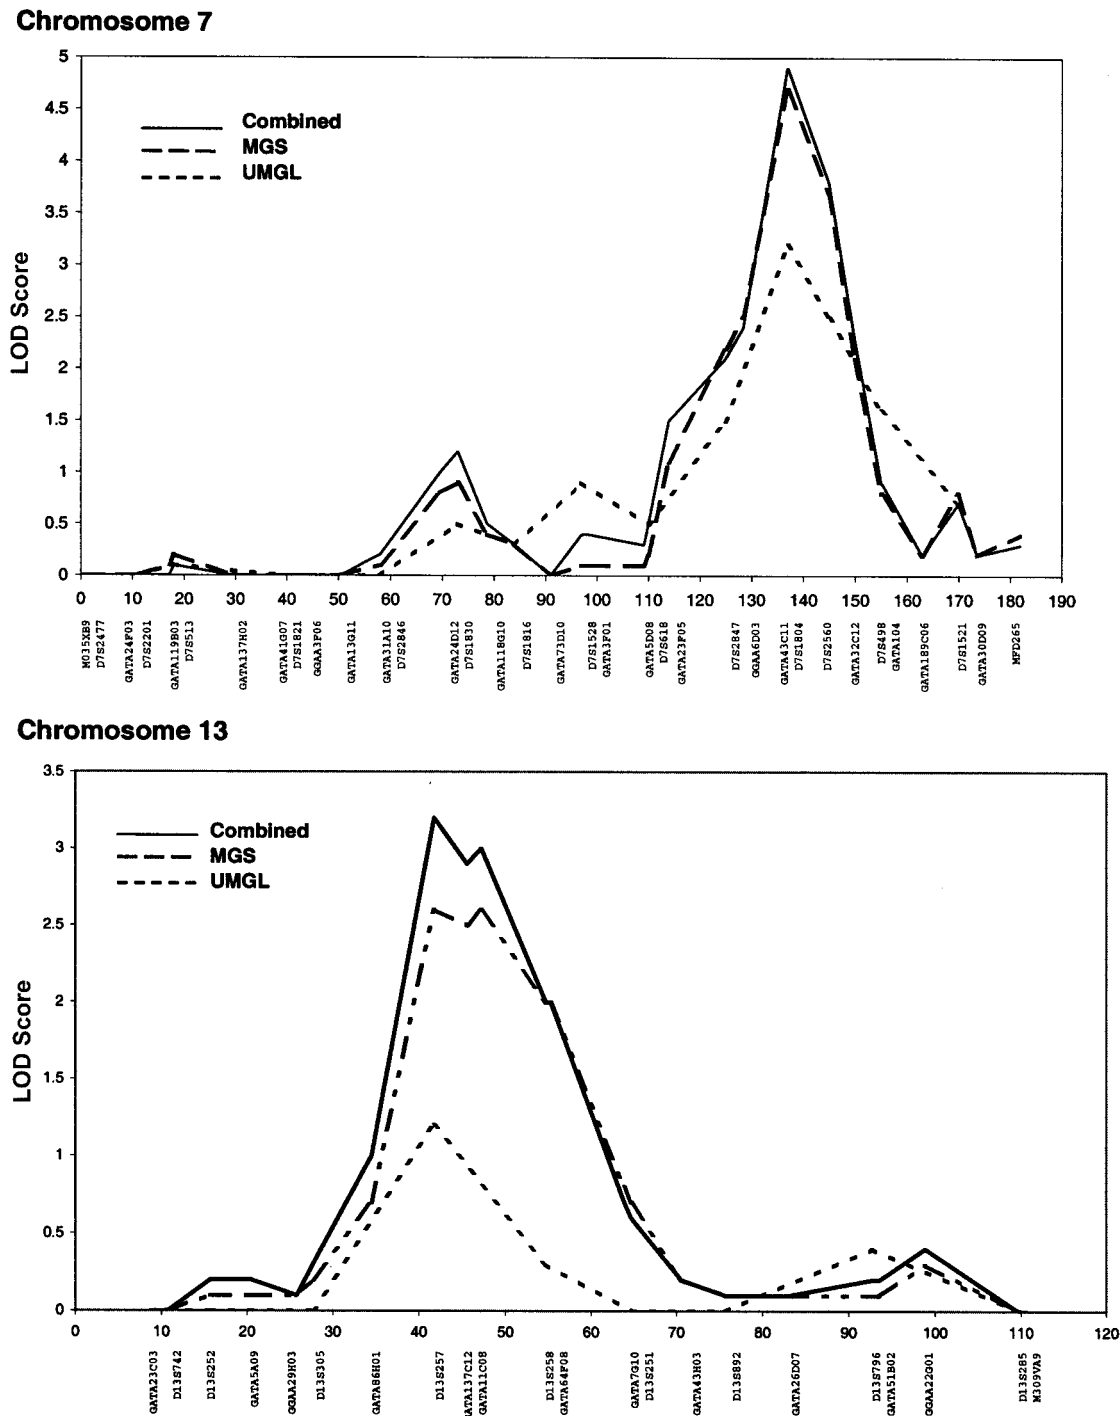 Chromosome 7
5
4.5
4
3.5
3
2.5
2
1.5
1
0.5
0
LOD Score
Combined
MGS
UMGL
0 10 20 30 40 50 60 70 80 90 100 110 120 130 140 150 160 170 180 190
M035XB9
D7S2477
GATA24F03
D7S2201
GATA119B03
D7S513
GATA137H02
GATA41G07
D7S1821
GGAA3F06
GATA13G11
GATA31A10
D7S2846
GATA24D12
D7S1830
GATA118G10
D7S1816
GATA73D10
D7S1528
GATA3F01
GATA5D08
D7S618
GATA23F05
D7S2847
GGAA6D03
GATA43C11
D7S1804
D7S2560
GATA32C12
D7S498
GATA104
GATA189C06
D7S1521
GATA30D09
MFD265
Chromosome 13
3.5
3
2.5
2
1.5
1
0.5
0
LOD Score
Combined
MGS
UMGL
0 10 20 30 40 50 60 70 80 90 100 110 120
GATA23C03
D13S742
D13S252
GATA5A09
GGAA29H03
D13S305
GATA86H01
D13S257
GATA137C12
GATA11C08
D13S258
GATA64F08
GATA7G10
D13S251
GATA43H03
D13S892
GATA26D07
D13S796
GATA51B02
GGAA22G01
D13S285
M309VA9